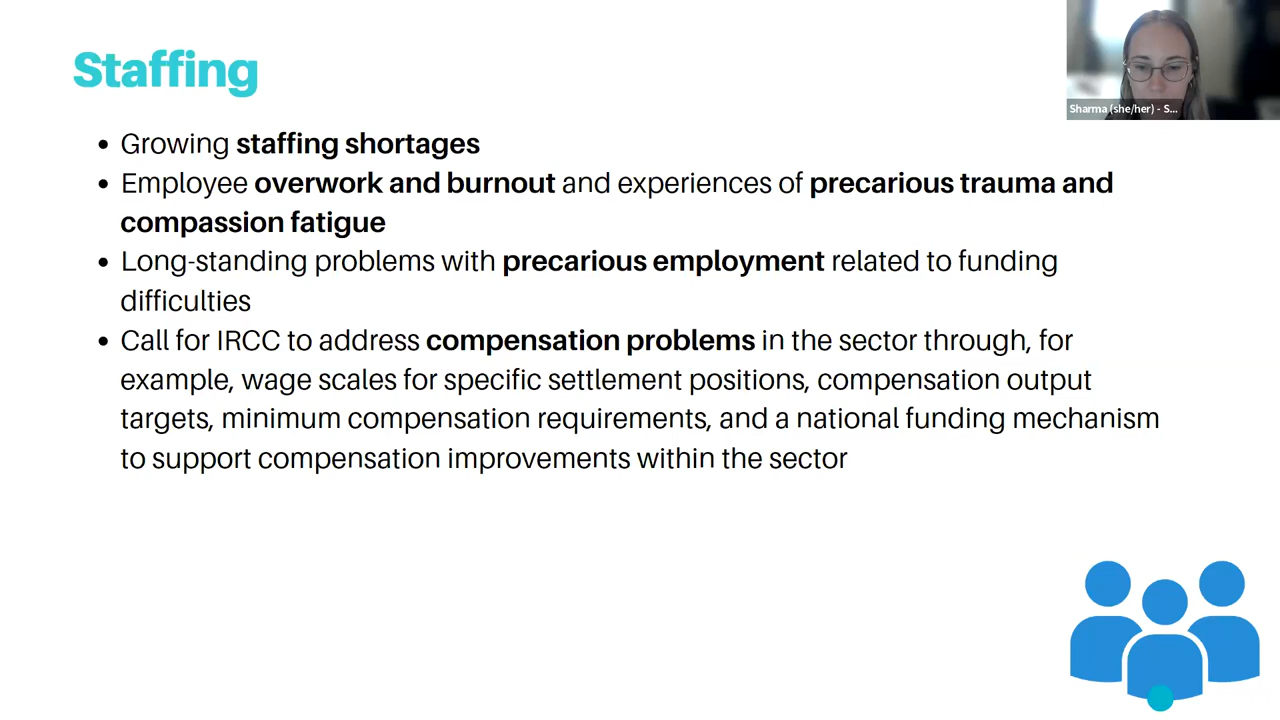 Staffing
Sharma (she/her) - S...
• Growing staffing shortages
• Employee overwork and burnout and experiences of precarious trauma and
compassion fatigue
• Long-standing problems with precarious employment related to funding
difficulties
• Call for IRCC to address compensation problems in the sector through, for
example, wage scales for specific settlement positions, compensation output
targets, minimum compensation requirements, and a national funding mechanism
to support compensation improvements within the sector